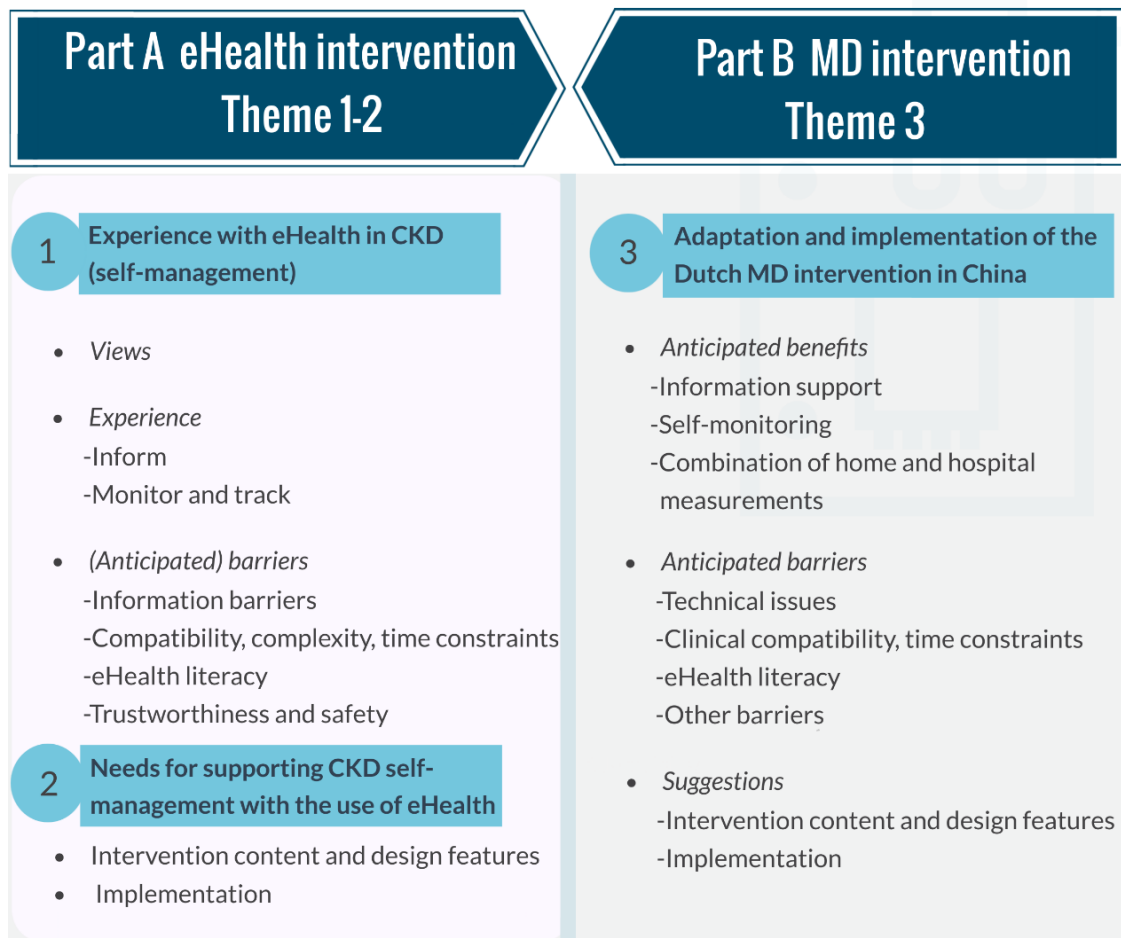 Part A eHealth intervention
Theme 1-2
1
Experience with eHealth in CKD
(self-management)
• Views
• Experience
-Inform
-Monitor and track
• (Anticipated) barriers
-Information barriers
-Compatibility, complexity, time constraints
-eHealth literacy
-Trustworthiness and safety
2
Needs for supporting CKD self-
management with the use of eHealth
• Intervention content and design features
• Implementation
Part B MD intervention
Theme 3
3
Adaptation and implementation of the
Dutch MD intervention in China
• Anticipated benefits
-Information support
-Self-monitoring
-Combination of home and hospital
measurements
• Anticipated barriers
-Technical issues
-Clinical compatibility, time constraints
-eHealth literacy
-Other barriers
• Suggestions
-Intervention content and design features
-Implementation